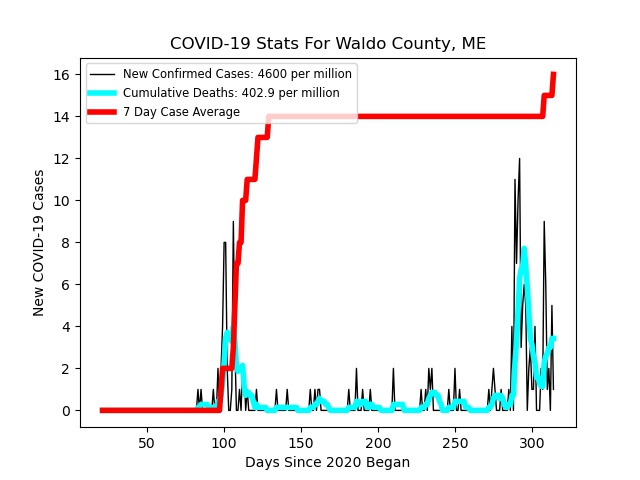 COVID-19 Stats For Waldo County, ME
New Confirmed Cases: 4600 per million
Cumulative Deaths: 402.9 per million
7 Day Case Average
New COVID-19 Cases
16
14
12
10
8
6
4
2
0
50 100 150 200 250 300
Days Since 2020 Began